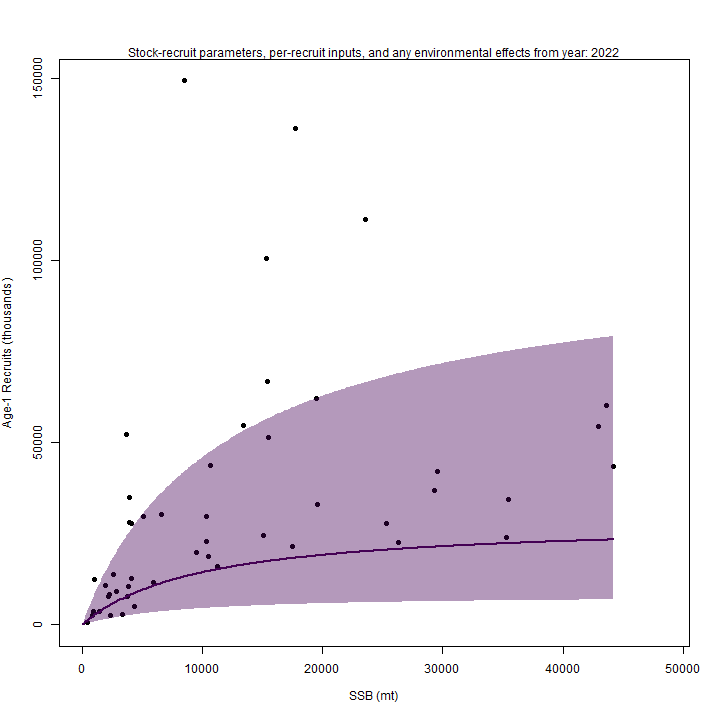 Stock-recruit parameters, per-recruit inputs, and any environmental effects from year: 2022
150000
100000
50000
0
Age-1 Recruits (thousands)
0 10000 20000 30000 40000 50000
SSB (mt)